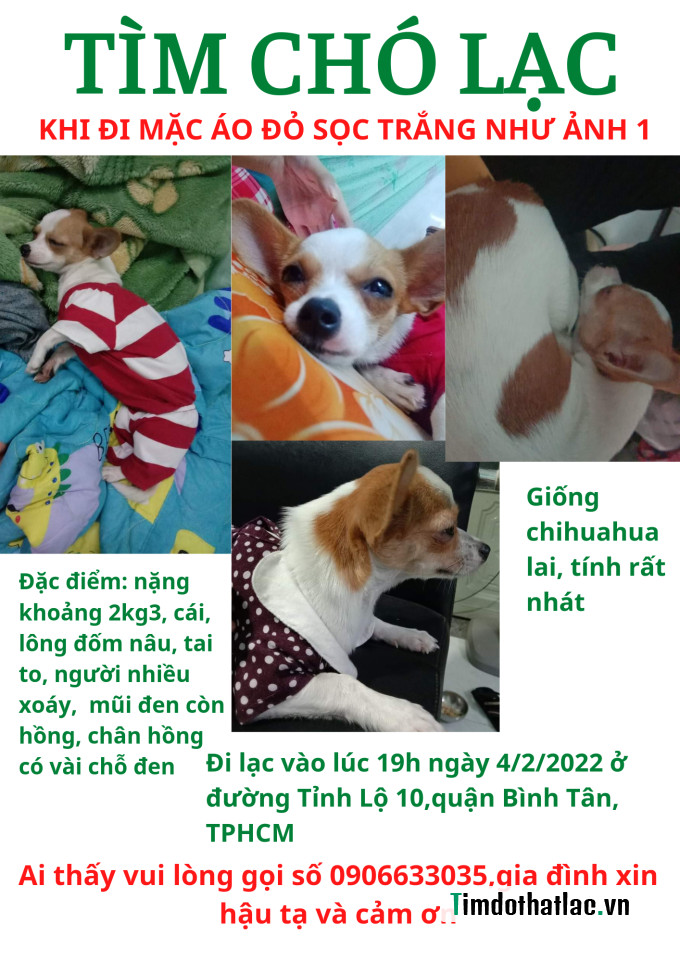 TÌM CHÓ LẠC
KHI ĐI MẶC ÁO ĐỎ SỌC TRẮNG NHƯ ẢNH 1
Giống
chihuahua
lai, tính rất
nhát
Đặc điểm: nặng
khoảng 2kg3, cái,
lông đốm nâu, tai
to, người nhiều
xoáy, mũi đen còn
hồng, chân hồng
có vài chỗ đen
Đi lạc vào lúc 19h ngày 4/2/2022 ở
đường Tỉnh Lộ 10,quận Bình Tân,
TPHCM
Ai thấy vui lòng gọi số 0906633035,gia đình xin
hậu tạ và cảm ơn
Timdothatlac.vn